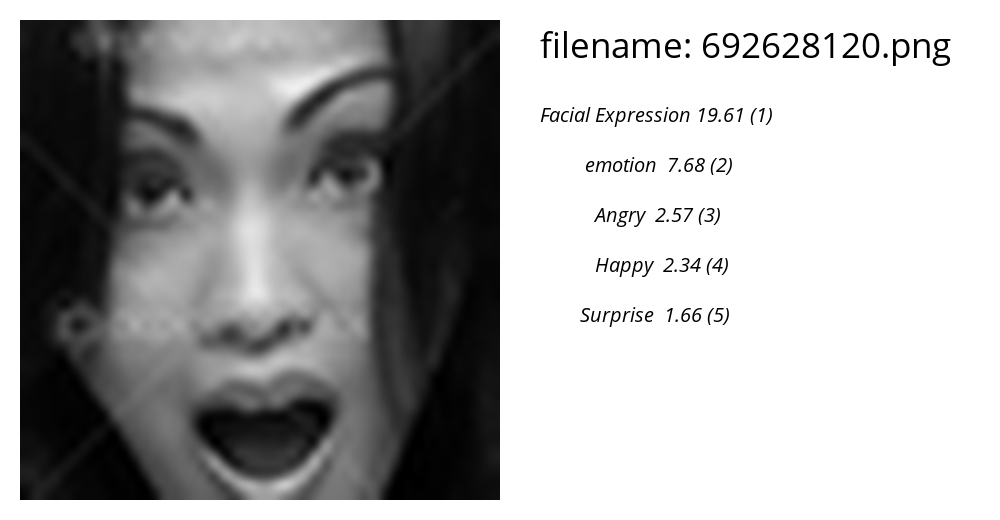 filename: 692628120.png
Facial Expression 19.61 (1)
emotion 7.68 (2)
Angry 2.57 (3)
Happy 2.34 (4)
Surprise 1.66 (5)